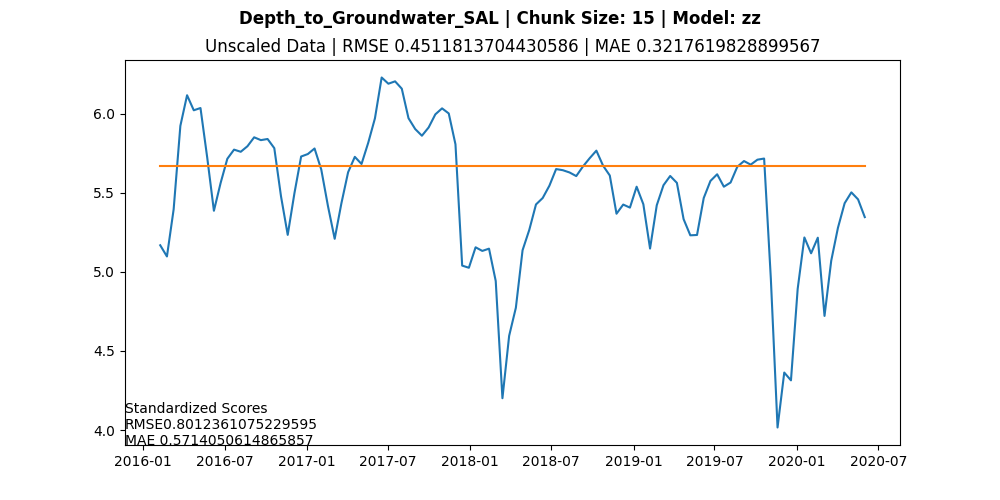 Depth_to_Groundwater_SAL | Chunk Size: 15 | Model: zz
Unscaled Data | RMSE 0.4511813704430586 | MAE 0.3217619828899567
6.0
5.5
5.0
4.5
4.0
Standardized Scores
RMSE0.8012361075229595
MAE 0.5714050614865857
2016-01 2016-07 2017-01 2017-07 2018-01 2018-07 2019-01 2019-07 2020-01 2020-07